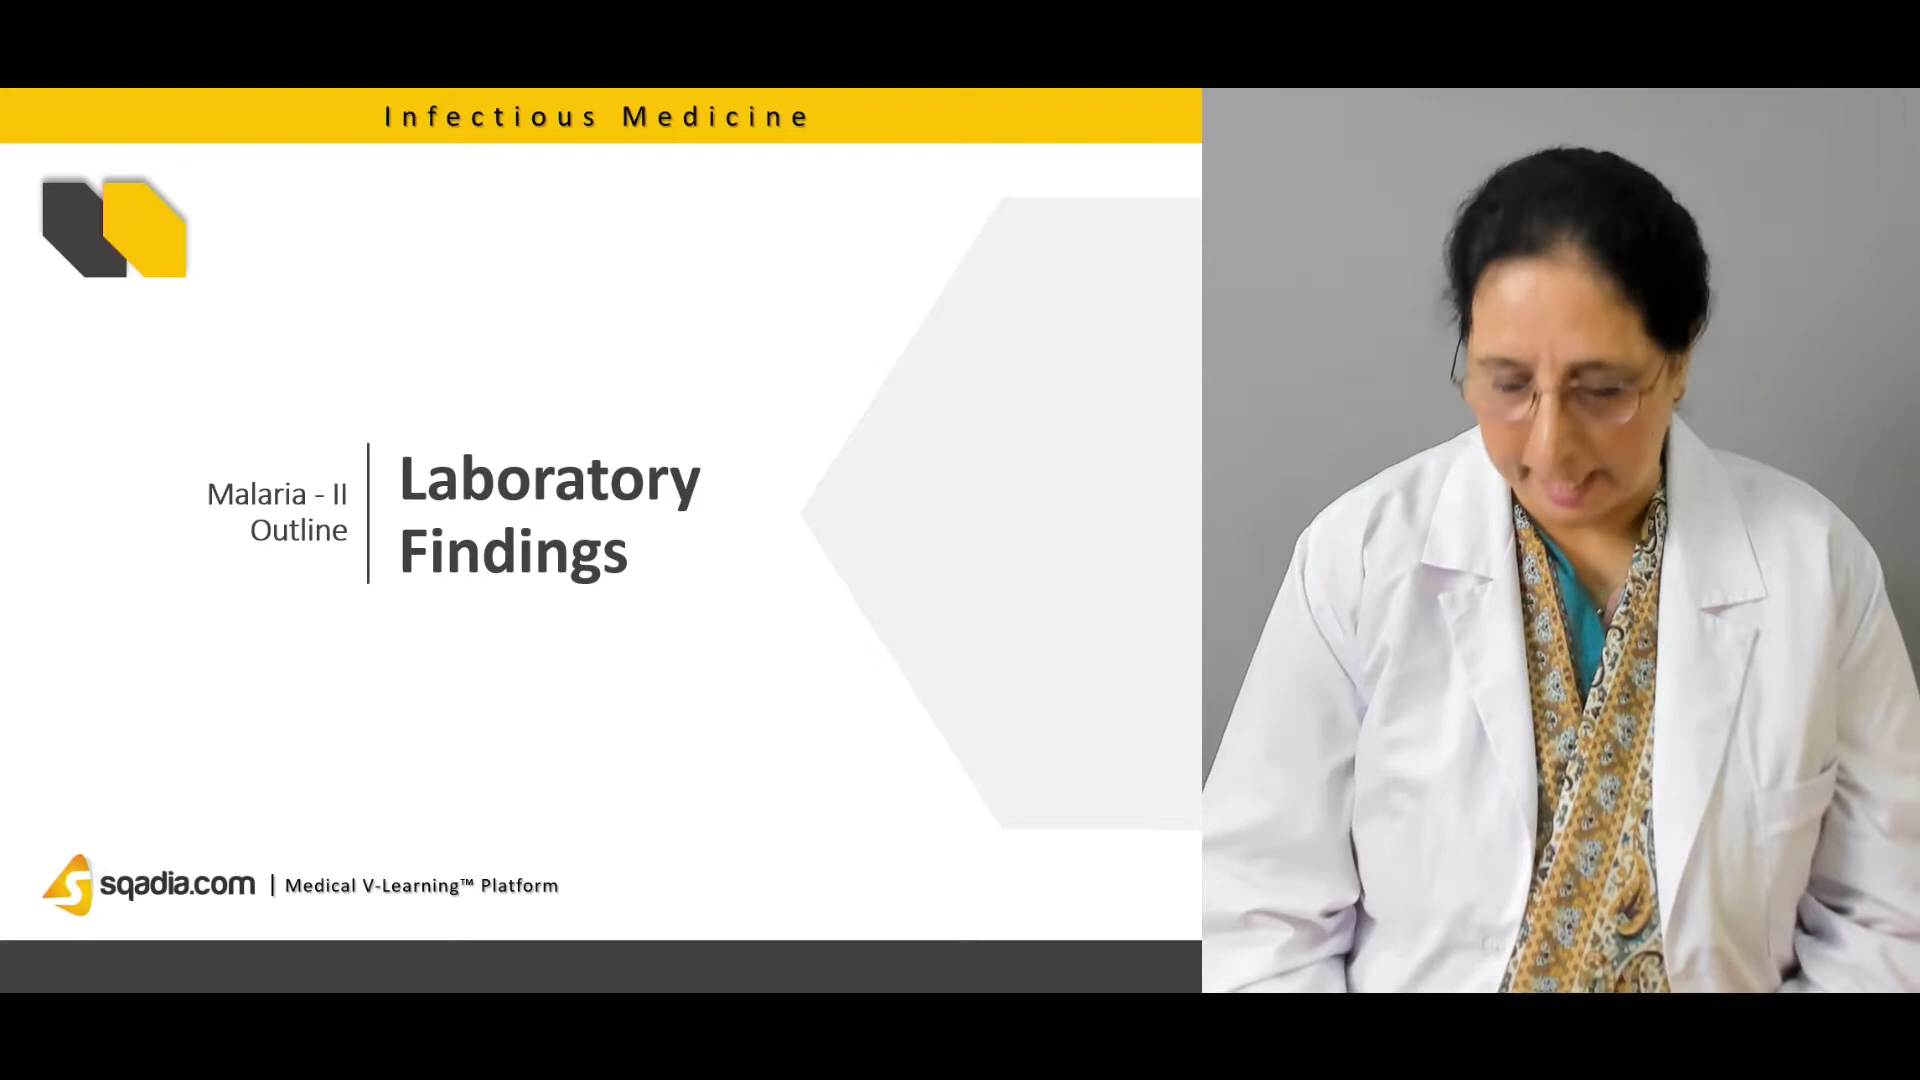 Infectious Medicine
Malaria - II
Outline
Laboratory
Findings
sqadia.com | Medical V-Learning™ Platform